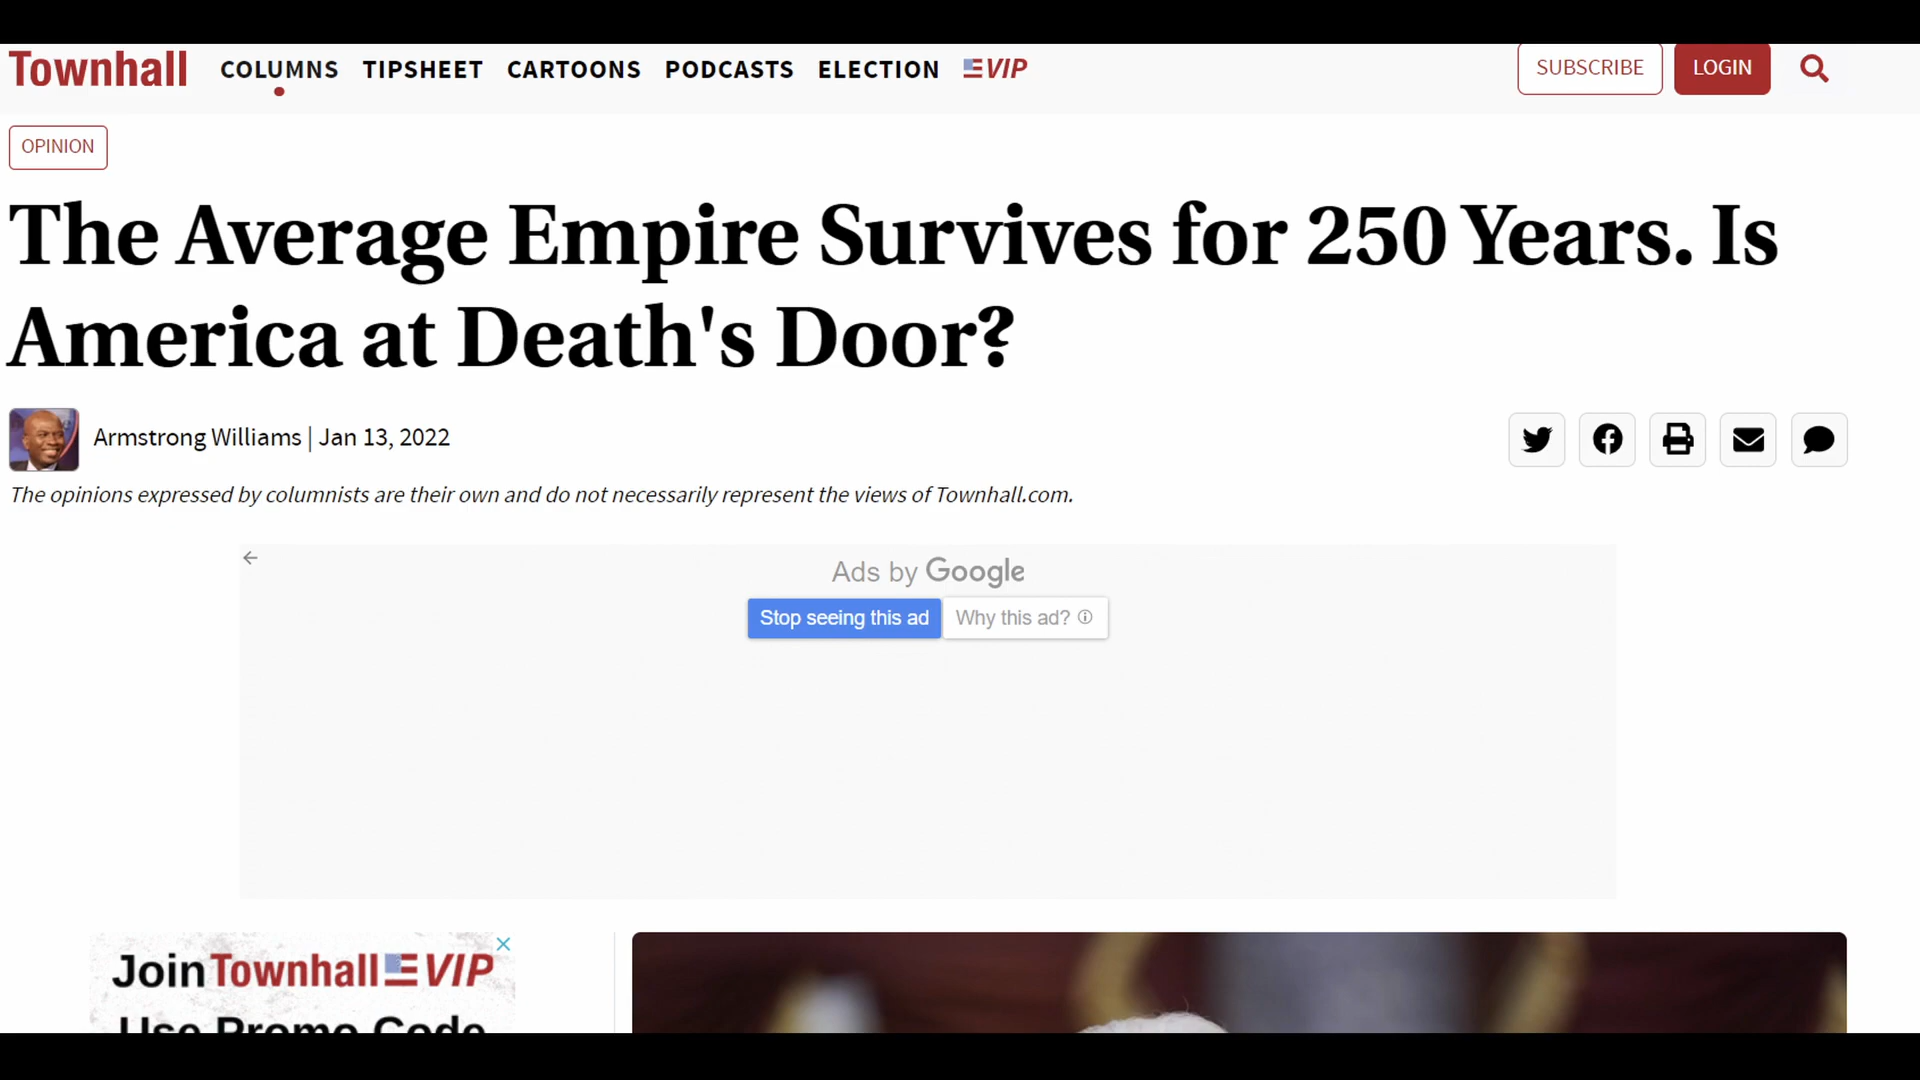 Townhall COLUMNS TIPSHEET CARTOONS PODCASTS ELECTION VIP SUBSCRIBE LOGIN
OPINION
The Average Empire Survives for 250 Years. Is
America at Death's Door?
Armstrong Williams | Jan 13, 2022
The opinions expressed by columnists are their own and do not necessarily represent the views of Townhall.com.
Ads by Google
Stop seeing this ad Why this ad?
Join Townhall VIP
Use Promo Code